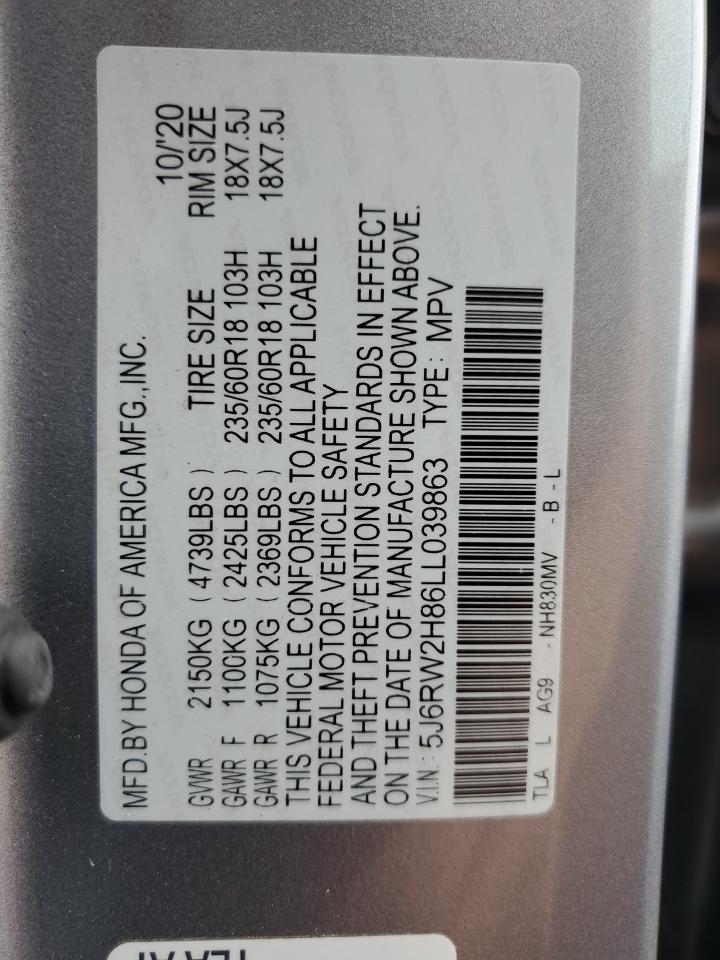 MFD.BY HONDA OF AMERICA MFG.,INC. 10/'20
GVWR 2150KG ( 4739LBS ) TIRE SIZE RIM SIZE
GAWR F 1100KG ( 2425LBS ) 235/60R18 103H 18X7.5J
GAWR R 1075KG ( 2369LBS ) 235/60R18 103H 18X7.5J
THIS VEHICLE CONFORMS TO ALL APPLICABLE
FEDERAL MOTOR VEHICLE SAFETY
AND THEFT PREVENTION STANDARDS IN EFFECT
ON THE DATE OF MANUFACTURE SHOWN ABOVE.
V.I.N.: 5J6RW2H86LL039863 TYPE: MPV
TLA L AG9 - NH830MV - B - L